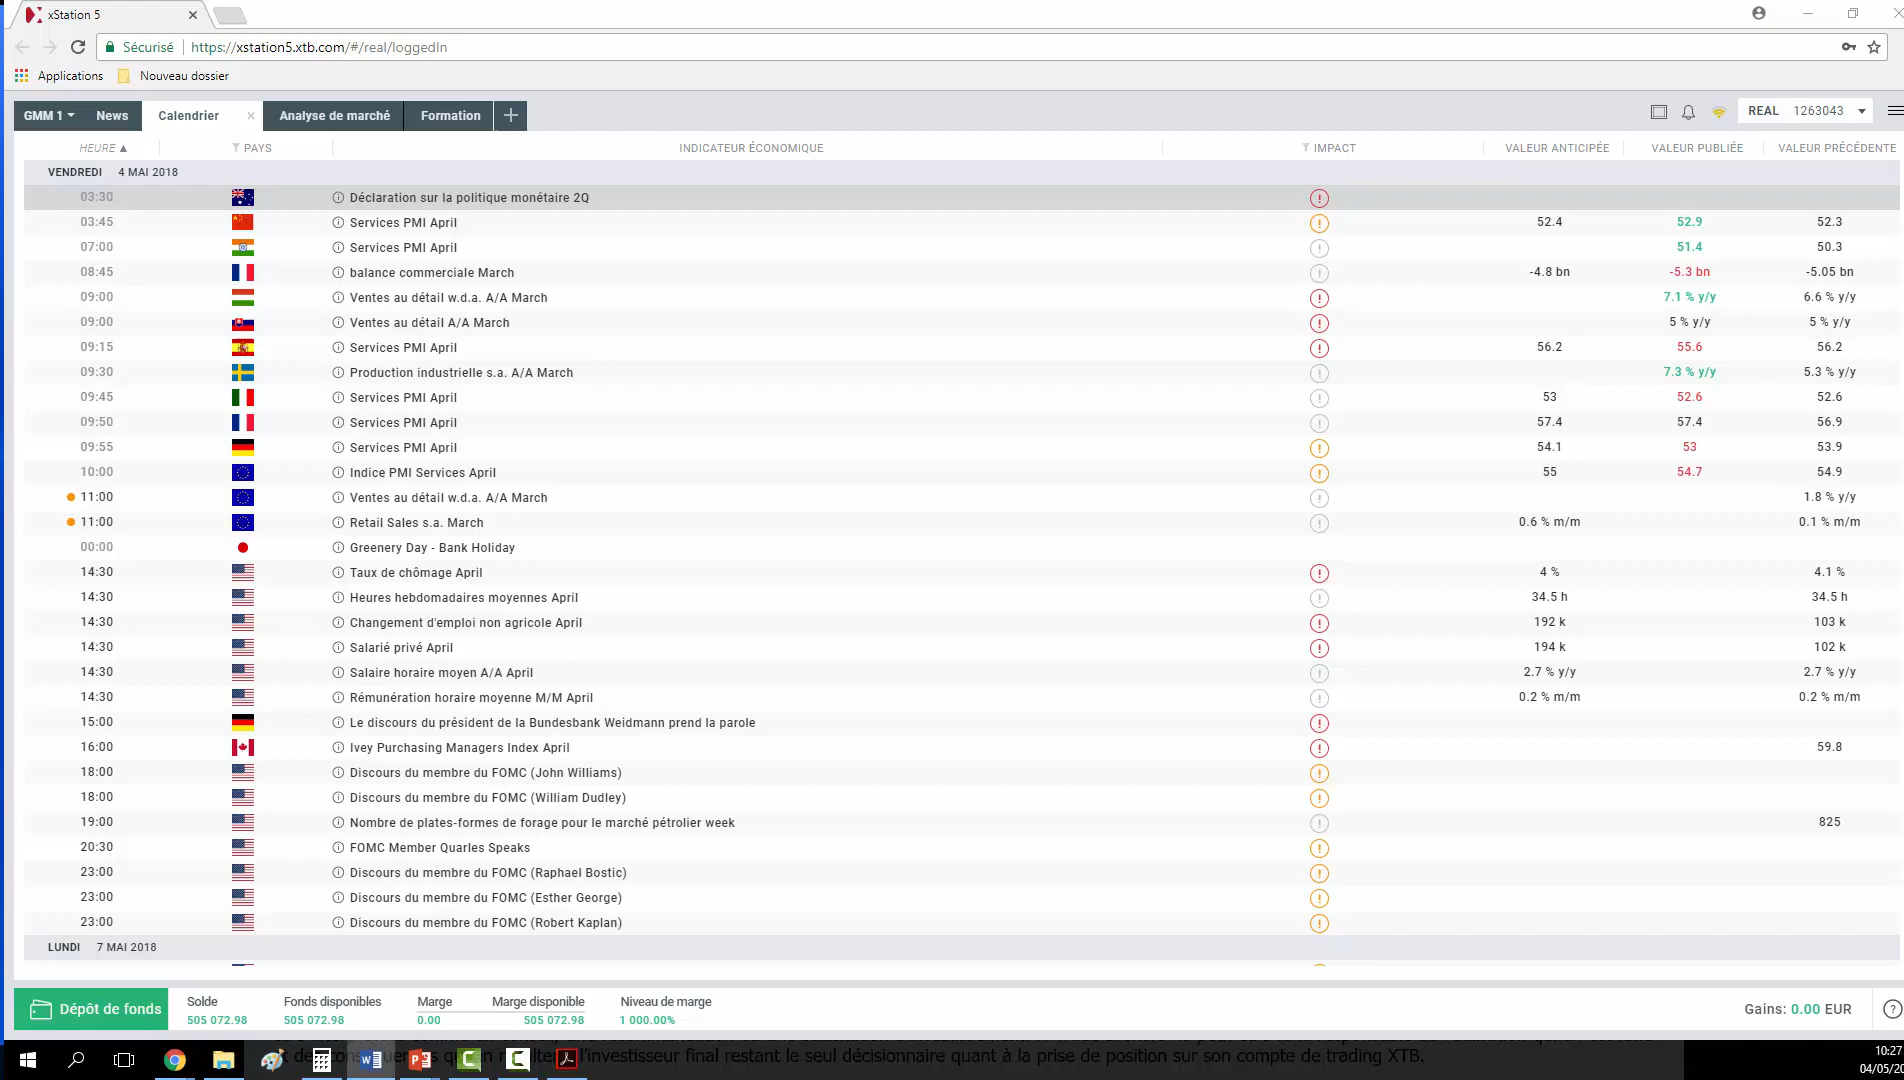 xStation 5
Sécurisé https://xstation5.xtb.com/#/real/loggedIn
Applications Nouveau dossier
GMM 1 News Calendrier Analyse de marché Formation REAL 1263043
HEURE ▲ PAYS INDICATEUR ÉCONOMIQUE IMPACT VALEUR ANTICIPÉE VALEUR PUBLIÉE VALEUR PRÉCÉDENTE
VENDREDI 4 MAI 2018
03:30 Déclaration sur la politique monétaire 2Q
03:45 Services PMI April 52.4 52.9 52.3
07:00 Services PMI April 51.4 50.3
08:45 balance commerciale March -4.8 bn -5.3 bn -5.05 bn
09:00 Ventes au détail w.d.a. A/A March 7.1 % y/y 6.6 % y/y
09:00 Ventes au détail A/A March 5 % y/y 5 % y/y
09:15 Services PMI April 56.2 55.6 56.2
09:30 Production industrielle s.a. A/A March 7.3 % y/y 5.3 % y/y
09:45 Services PMI April 53 52.6 52.6
09:50 Services PMI April 57.4 57.4 56.9
09:55 Services PMI April 54.1 53 53.9
10:00 Indice PMI Services April 55 54.7 54.9
11:00 Ventes au détail w.d.a. A/A March 1.8 % y/y
11:00 Retail Sales s.a. March 0.6 % m/m 0.1 % m/m
00:00 Greenery Day - Bank Holiday
14:30 Taux de chômage April 4 % 4.1 %
14:30 Heures hebdomadaires moyennes April 34.5 h 34.5 h
14:30 Changement d'emploi non agricole April 192 k 103 k
14:30 Salarié privé April 194 k 102 k
14:30 Salaire horaire moyen A/A April 2.7 % y/y 2.7 % y/y
14:30 Rémunération horaire moyenne M/M April 0.2 % m/m 0.2 % m/m
15:00 Le discours du président de la Bundesbank Weidmann prend la parole
16:00 Ivey Purchasing Managers Index April 59.8
18:00 Discours du membre du FOMC (John Williams)
18:00 Discours du membre du FOMC (William Dudley)
19:00 Nombre de plates-formes de forage pour le marché pétrolier week 825
20:30 FOMC Member Quarles Speaks
23:00 Discours du membre du FOMC (Raphael Bostic)
23:00 Discours du membre du FOMC (Esther George)
23:00 Discours du membre du FOMC (Robert Kaplan)
LUNDI 7 MAI 2018
Dépôt de fonds Solde Fonds disponibles Marge Marge disponible Niveau de marge Gains: 0.00 EUR
505 072.98 505 072.98 0.00 505 072.98 1 000.00%
l'investisseur final restant le seul décisionnaire quant à la prise de position sur son compte de trading XTB.
10:27
04/05/20